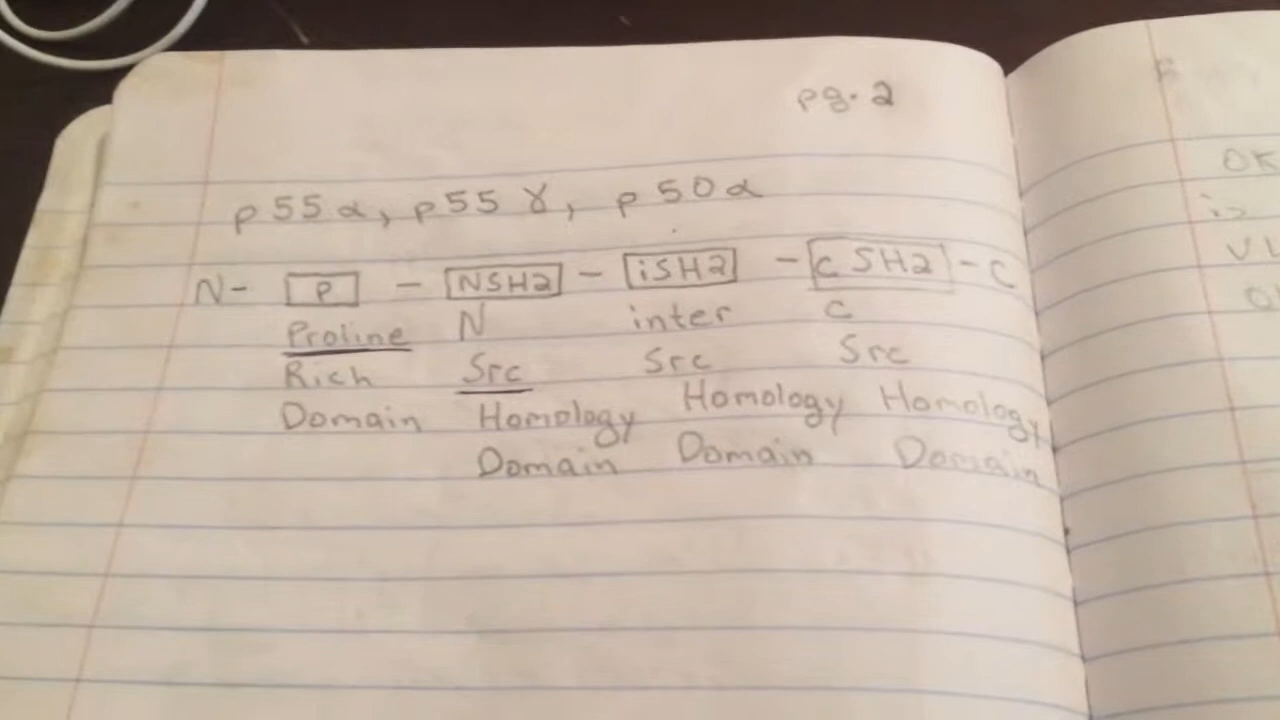 pg. 2
p55α, p55γ, p50α
N- P - NSH2 - iSH2 - cSH2 - C
Proline N inter C
Rich Src Src Src
Domain Homology Homology Homology
Domain Domain Domain
OK